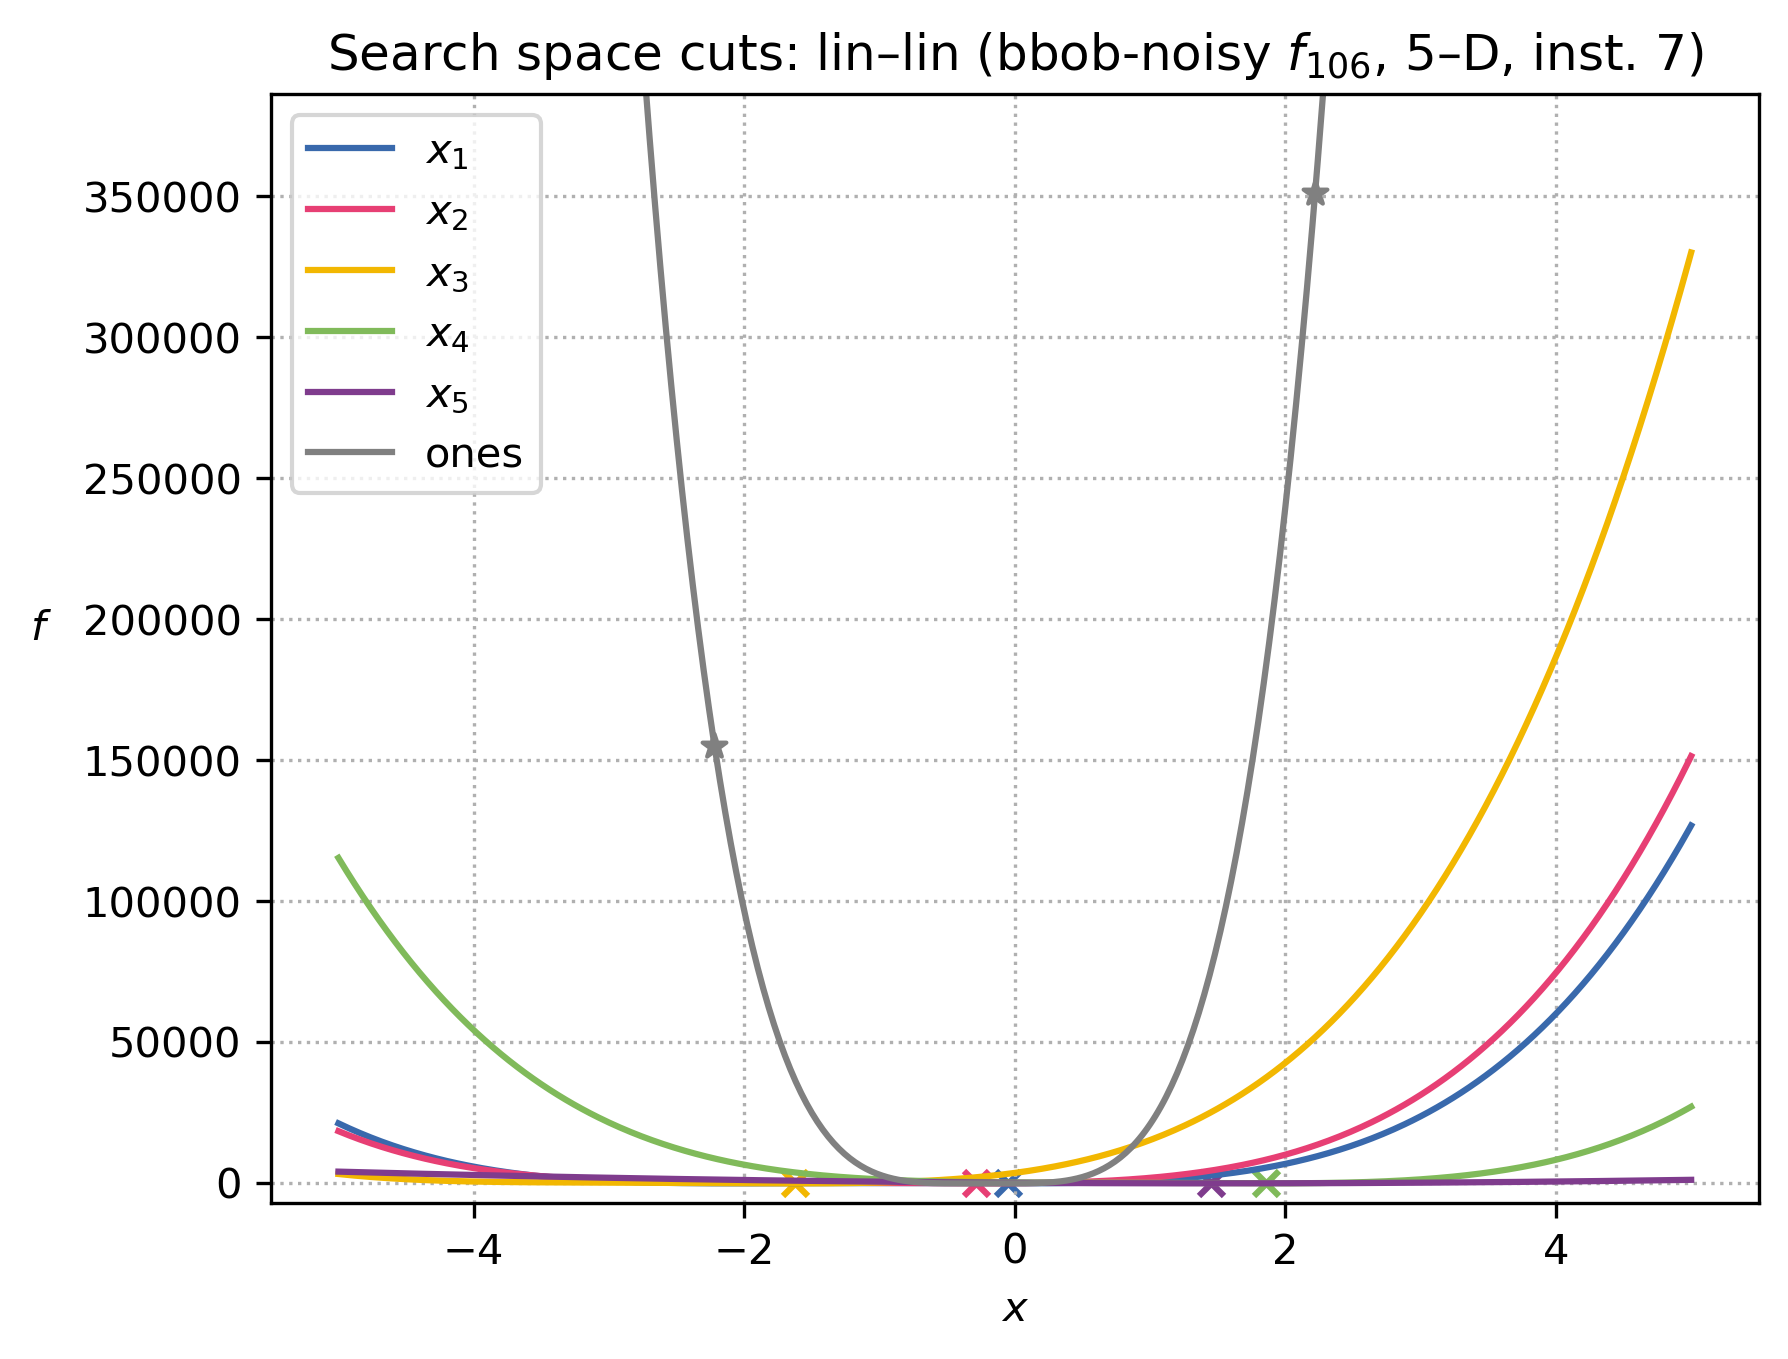 Search space cuts: lin–lin (bbob-noisy f₁₀₆, 5–D, inst. 7)
x₁
x₂
x₃
x₄
x₅
ones
350000
300000
250000
200000
150000
100000
50000
0
f
−4 −2 0 2 4
x